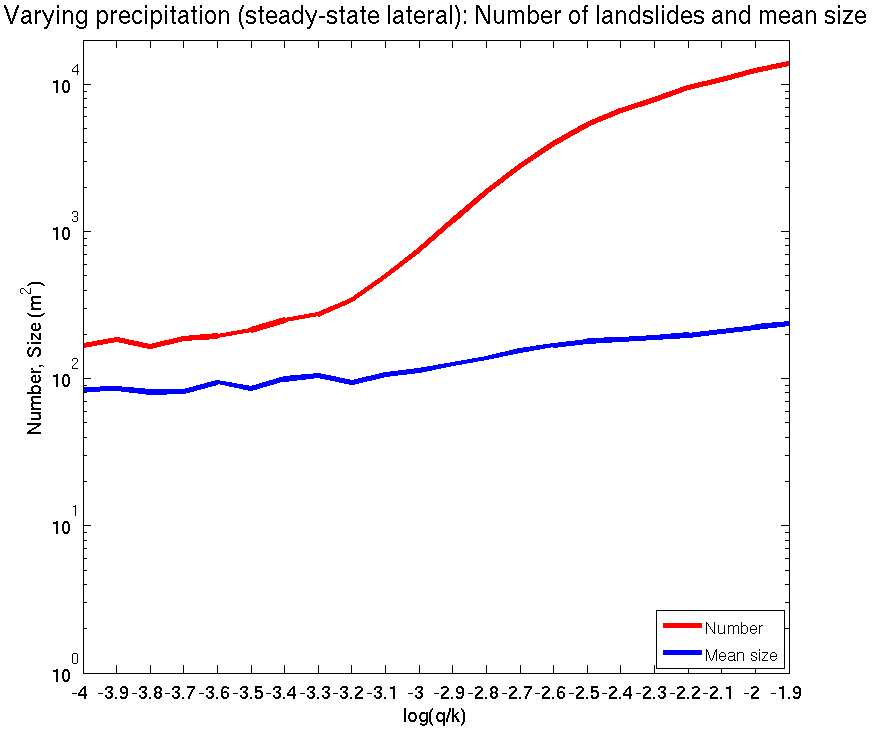 Varying precipitation (steady-state lateral): Number of landslides and mean size
10^4
10^3
10^2
10^1
10^0
Number, Size (m^2)
Number
Mean size
-4 -3.9 -3.8 -3.7 -3.6 -3.5 -3.4 -3.3 -3.2 -3.1 -3 -2.9 -2.8 -2.7 -2.6 -2.5 -2.4 -2.3 -2.2 -2.1 -2 -1.9
log(q/k)